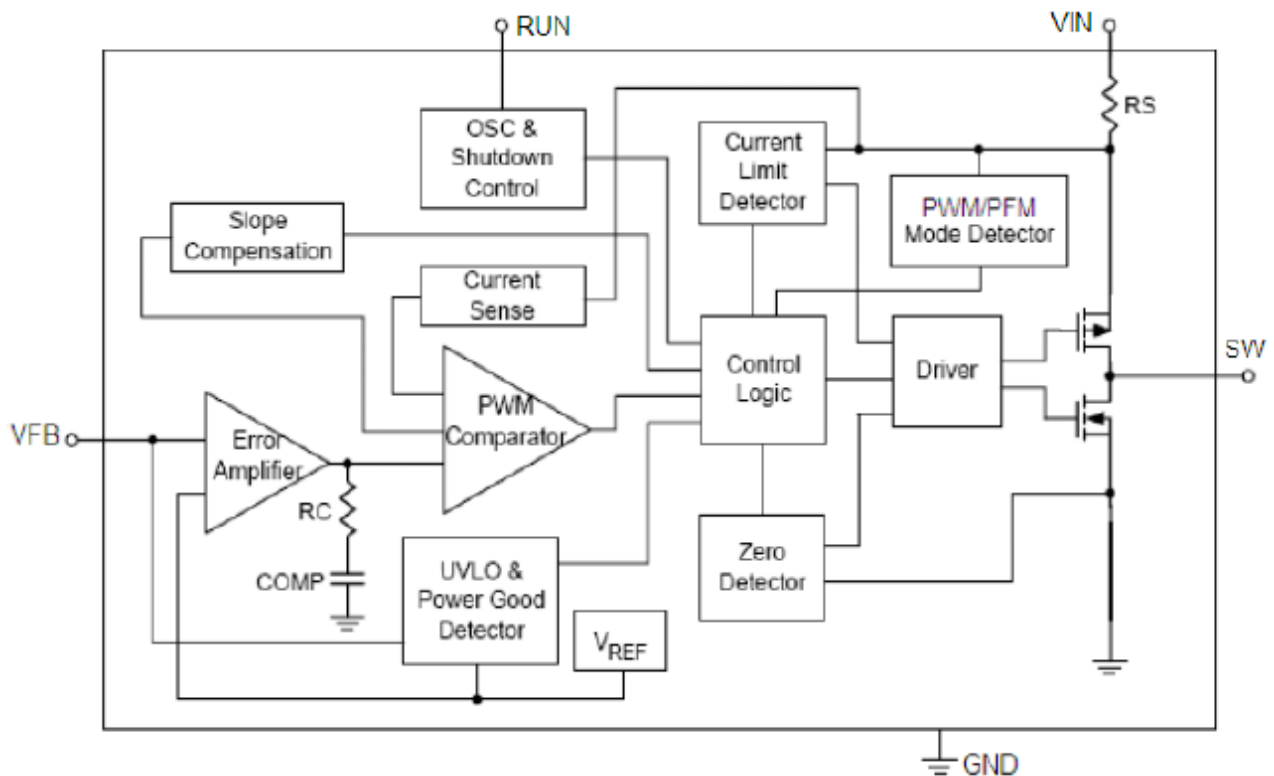 RUN
VIN
RS
OSC &
Shutdown
Control
Current
Limit
Detector
PWM/PFM
Mode Detector
Slope
Compensation
Current
Sense
Control
Logic
Driver
SW
PWM
Comparator
VFB
Error
Amplifier
RC
COMP
UVLO &
Power Good
Detector
Zero
Detector
VREF
GND